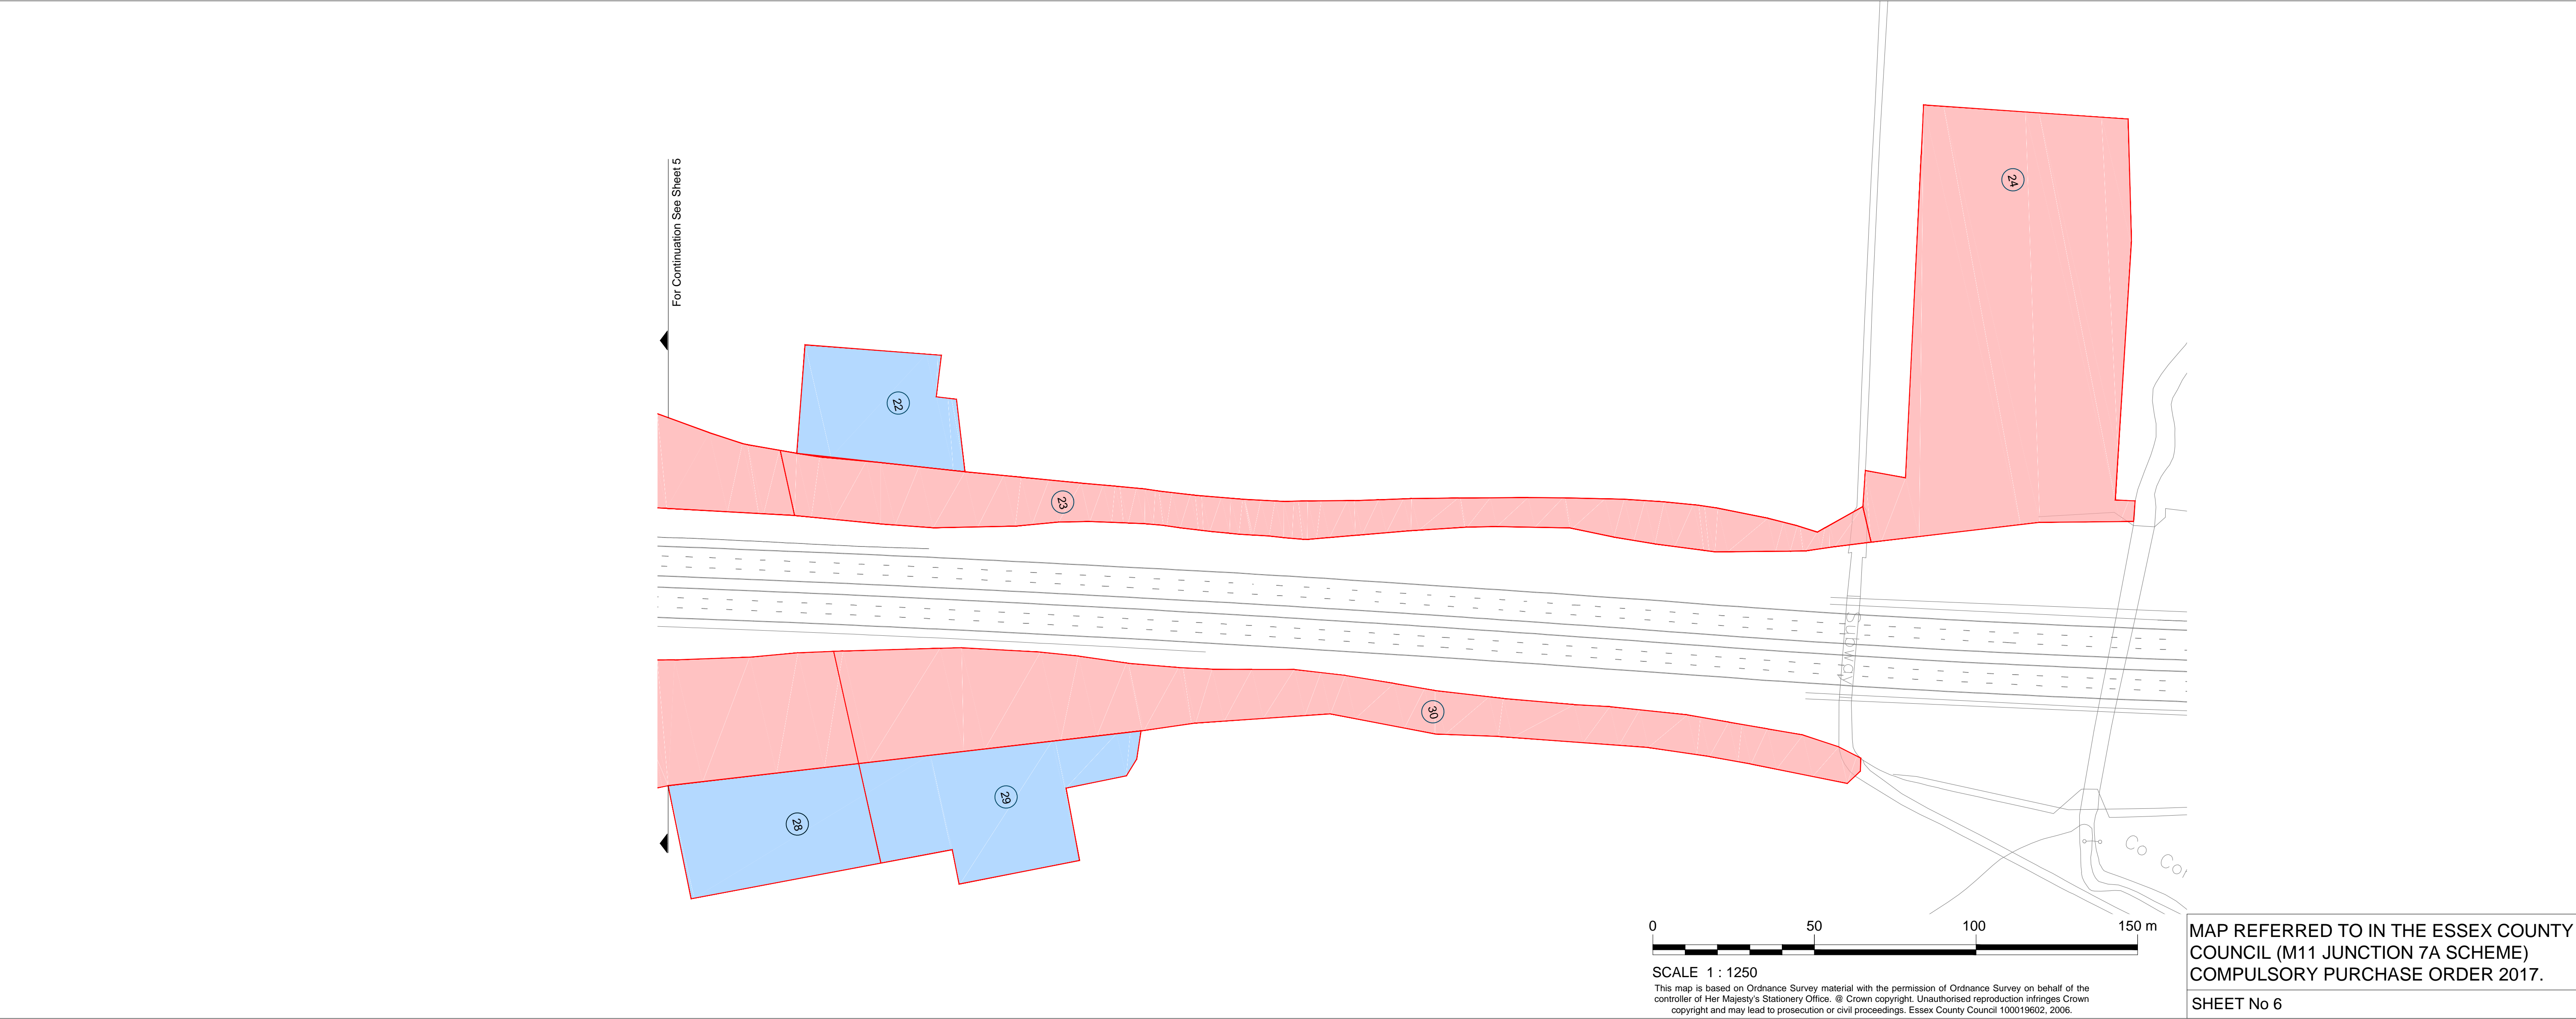 For Continuation See Sheet 5
24
22
23
30
29
28
Subway
Co Co
0 50 100 150 m
SCALE 1 : 1250
This map is based on Ordnance Survey material with the permission of Ordnance Survey on behalf of the
controller of Her Majesty's Stationery Office. @ Crown copyright. Unauthorised reproduction infringes Crown
copyright and may lead to prosecution or civil proceedings. Essex County Council 100019602, 2006.
MAP REFERRED TO IN THE ESSEX COUNTY
COUNCIL (M11 JUNCTION 7A SCHEME)
COMPULSORY PURCHASE ORDER 2017.
SHEET No 6